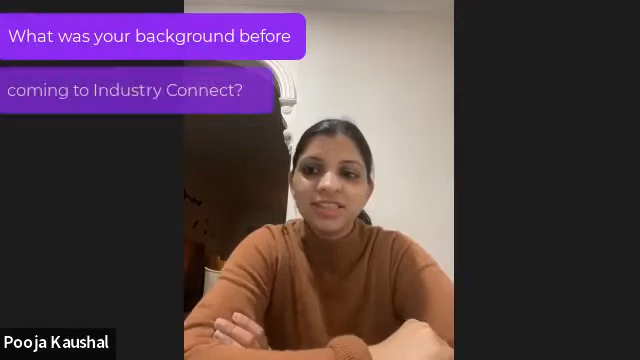 What was your background before
coming to Industry Connect?
Pooja Kaushal